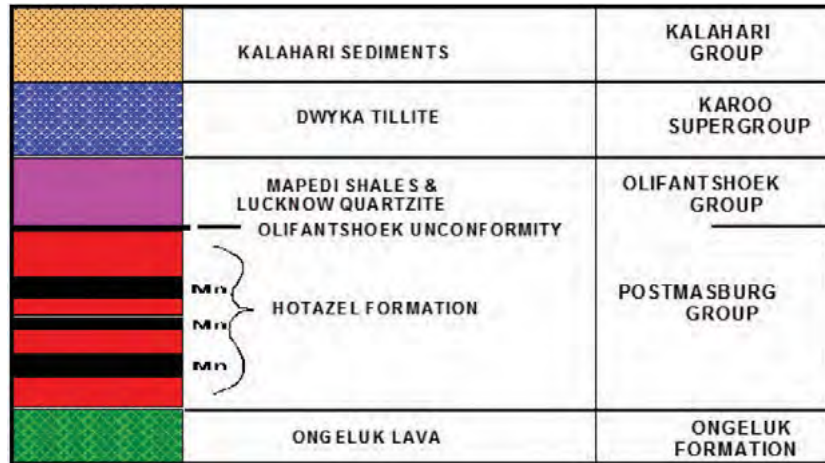 KALAHARI SEDIMENTS
KALAHARI
GROUP
DWYKA TILLITE
KAROO
SUPERGROUP
MAPEDI SHALES &
LUCKNOW QUARTZITE
OLIFANTSHOEK
GROUP
OLIFANTSHOEK UNCONFORMITY
Mn
Mn
Mn
HOTAZEL FORMATION
POSTMASBURG
GROUP
ONGELUK LAVA
ONGELUK
FORMATION